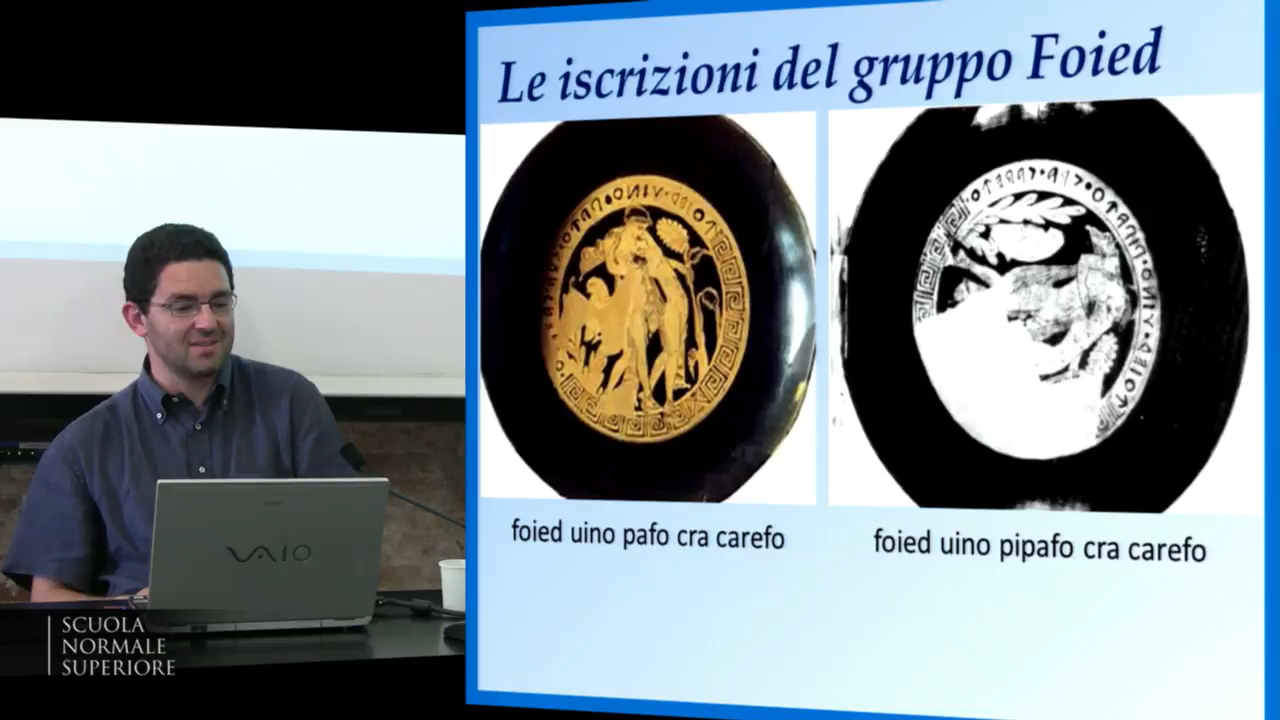 Le iscrizioni del gruppo Foied
foied uino pafo cra carefo
foied uino pipafo cra carefo
VAIO
SCUOLA
NORMALE
SUPERIORE